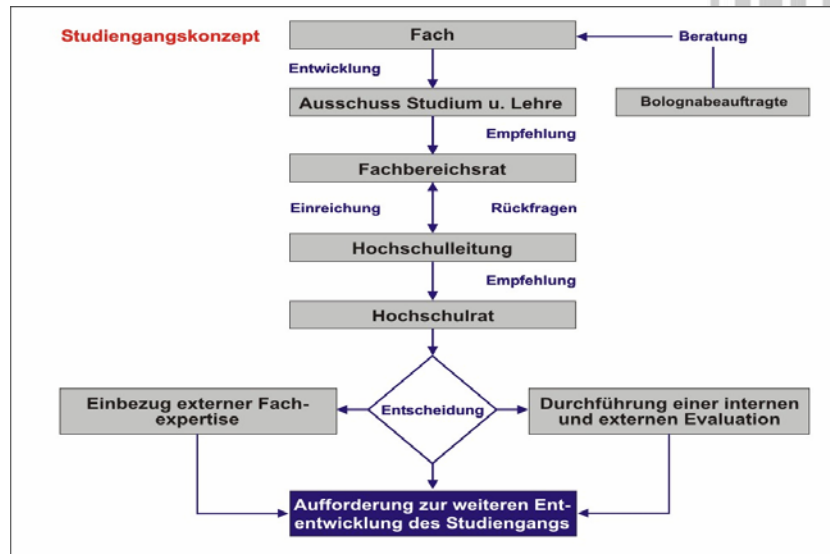 Studiengangskonzept
Fach
Beratung
Entwicklung
Ausschuss Studium u. Lehre
Bolognabeauftragte
Empfehlung
Fachbereichsrat
Einreichung
Rückfragen
Hochschulleitung
Empfehlung
Hochschulrat
Einbezug externer Fach-
expertise
Entscheidung
Durchführung einer internen
und externen Evaluation
Aufforderung zur weiteren Ent-
entwicklung des Studiengangs